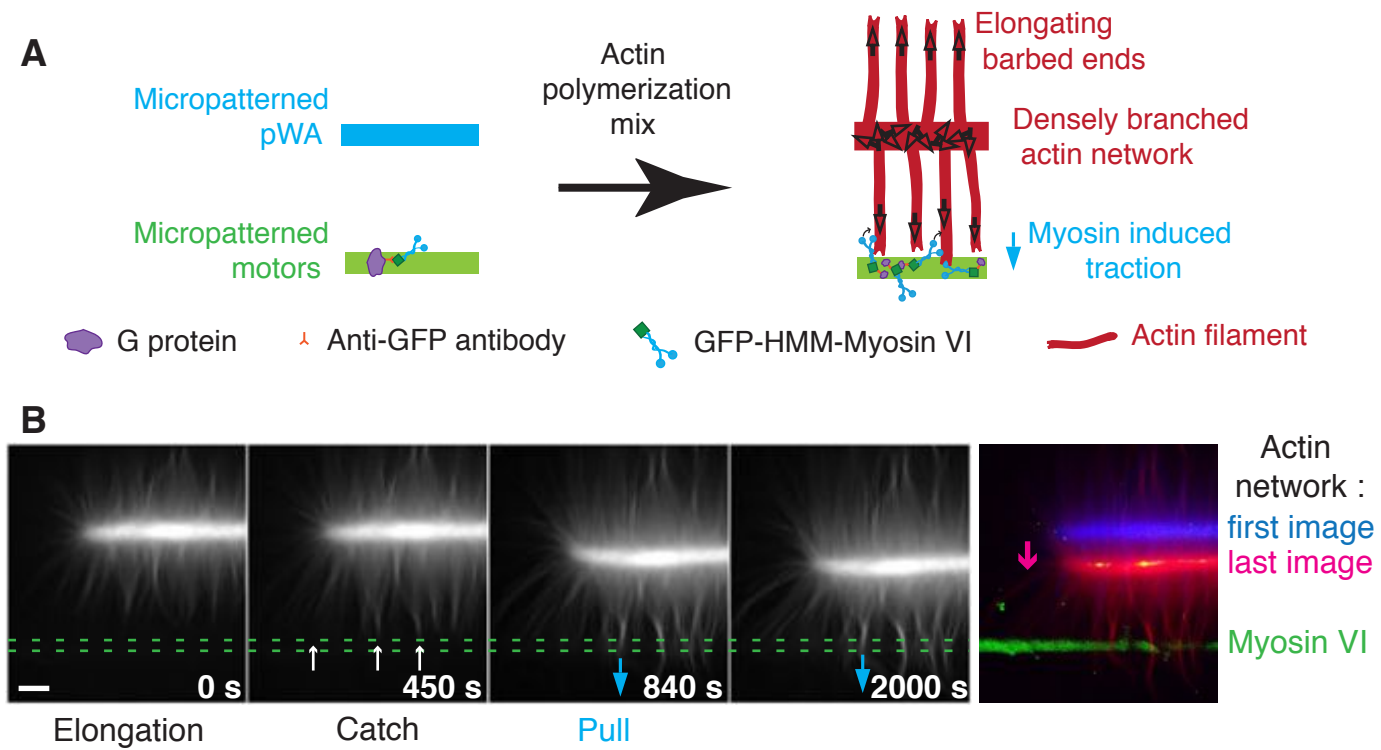 A
Micropatterned
pWA
Micropatterned
motors
Actin
polymerization
mix
Elongating
barbed ends
Densely branched
actin network
Myosin induced
traction
G protein
Anti-GFP antibody
GFP-HMM-Myosin VI
Actin filament
B
0 s
450 s
840 s
2000 s
Elongation
Catch
Pull
Actin
network :
first image
last image
Myosin VI